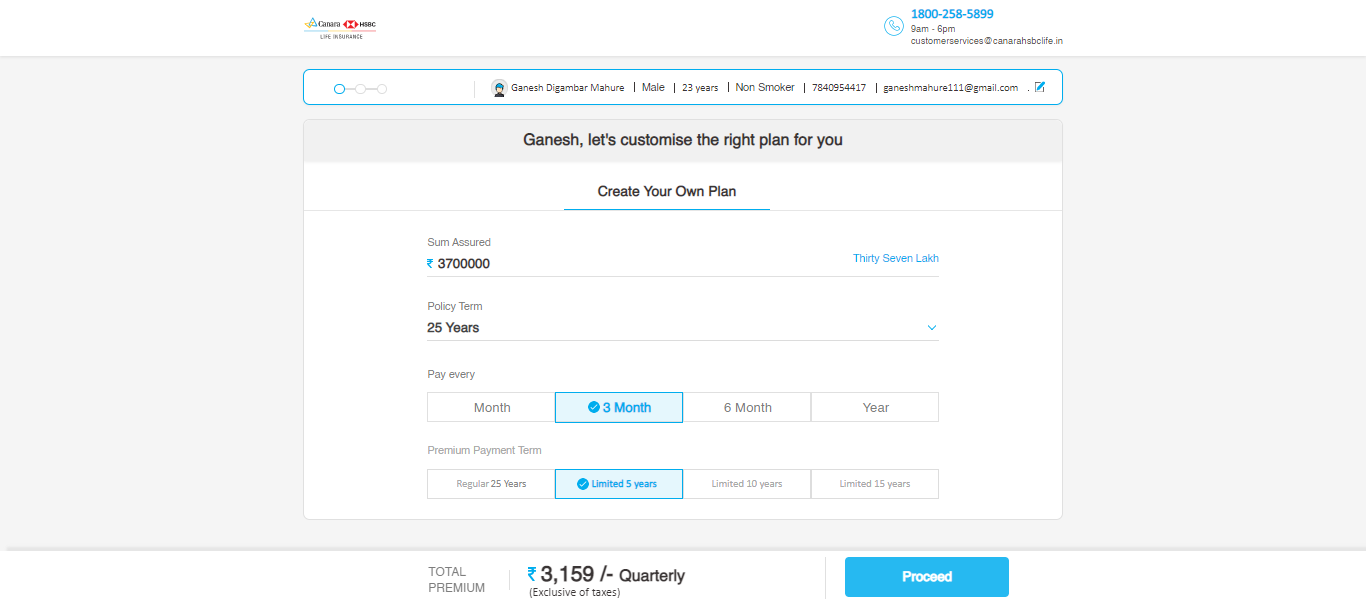 Canara HSBC
LIFE INSURANCE
1800-258-5899
9am - 6pm
customerservices@canarahsbclife.in
Ganesh Digambar Mahure | Male | 23 years | Non Smoker | 7840954417 | ganeshmahure111@gmail.com .
Ganesh, let's customise the right plan for you
Create Your Own Plan
Sum Assured
₹ 3700000 Thirty Seven Lakh
Policy Term
25 Years
Pay every
Month 3 Month 6 Month Year
Premium Payment Term
Regular 25 Years Limited 5 years Limited 10 years Limited 15 years
TOTAL
PREMIUM
₹ 3,159 /- Quarterly
(Exclusive of taxes)
Proceed